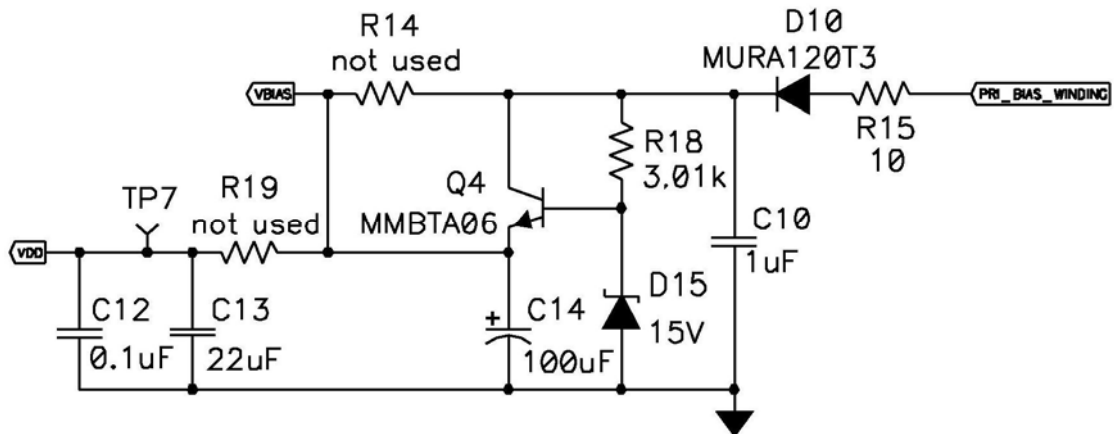 R14
not used
D10
MURA120T3
VBIAS
PRI_BIAS_WINDING
R15
10
R18
3.01k
Q4
MMBTA06
TP7
R19
not used
VDD
C10
1uF
C12
0.1uF
C13
22uF
+
C14
100uF
D15
15V